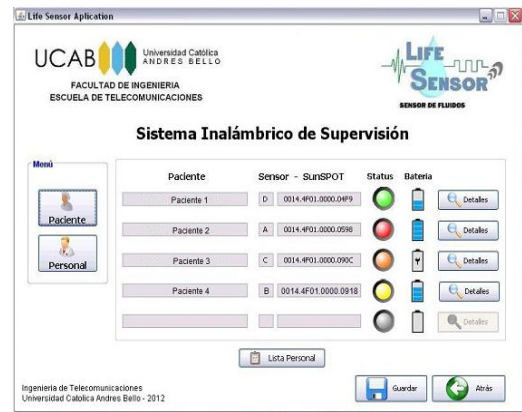 Life Sensor Aplication
UCAB
Universidad Católica
ANDRES BELLO
FACULTAD DE INGENIERIA
ESCUELA DE TELECOMUNICACIONES
LIFE
SENSOR
SENSOR DE FLUIDOS
Sistema Inalámbrico de Supervisión
Menú
Paciente
Personal
Paciente Sensor - SunSPOT Status Bateria
Paciente 1 D 0014.4F01.0000.04F9 Detalles
Paciente 2 A 0014.4F01.0000.0598 Detalles
Paciente 3 C 0014.4F01.0000.090C Detalles
Paciente 4 B 0014.4F01.0000.0918 Detalles
Detalles
Lista Personal
Ingenieria de Telecomunicaciones
Universidad Catolica Andres Bello - 2012
Guardar
Atrás